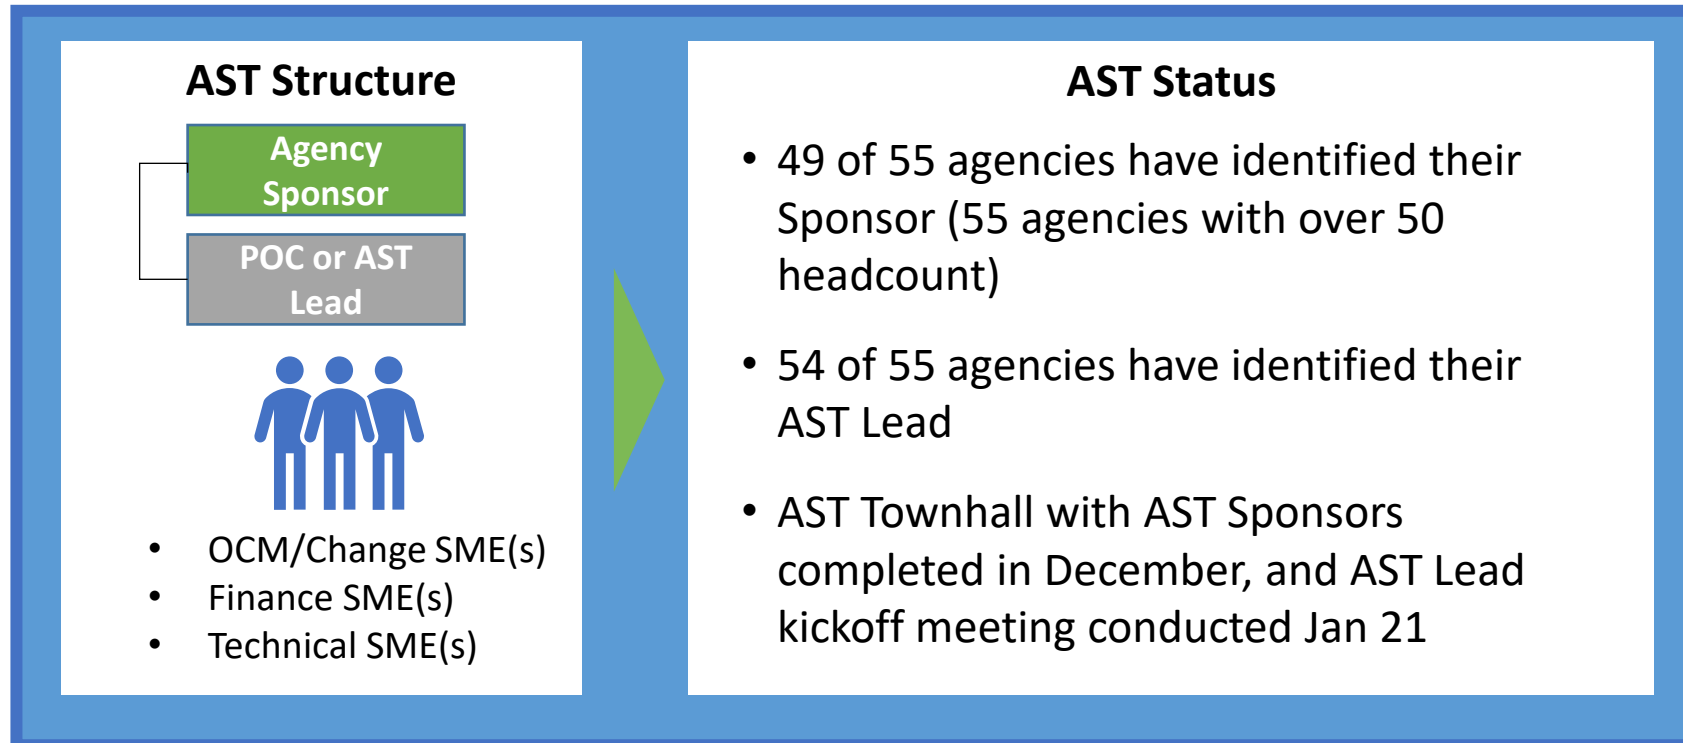 AST Structure
Agency
Sponsor
POC or AST
Lead
• OCM/Change SME(s)
• Finance SME(s)
• Technical SME(s)
AST Status
• 49 of 55 agencies have identified their
Sponsor (55 agencies with over 50
headcount)
• 54 of 55 agencies have identified their
AST Lead
• AST Townhall with AST Sponsors
completed in December, and AST Lead
kickoff meeting conducted Jan 21